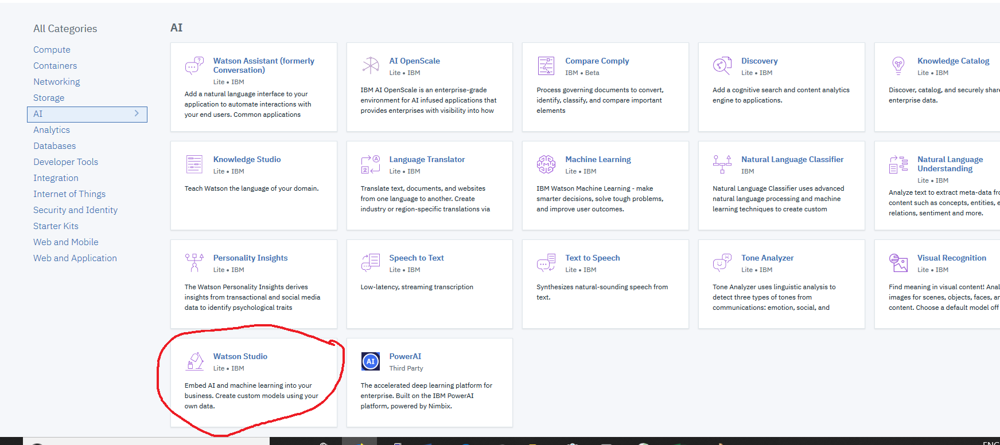 All Categories
Compute
Containers
Networking
Storage
AI
Analytics
Databases
Developer Tools
Integration
Internet of Things
Security and Identity
Starter Kits
Web and Mobile
Web and Application
AI
Watson Assistant (formerly
Conversation)
Lite • IBM
Add a natural language interface to your
application to automate interactions with
your end users. Common applications
AI OpenScale
Lite • IBM
IBM AI OpenScale is an enterprise-grade
environment for AI infused applications that
provides enterprises with visibility into how
Compare Comply
IBM • Beta
Process governing documents to convert,
identify, classify, and compare important
elements
Discovery
Lite • IBM
Add a cognitive search and content analytics
engine to applications.
Knowledge Catalog
Lite • IBM
Discover, catalog, and securely share
enterprise data.
Knowledge Studio
Lite • IBM
Teach Watson the language of your domain.
Language Translator
Lite • IBM
Translate text, documents, and websites
from one language to another. Create
industry or region-specific translations via
Machine Learning
Lite • IBM
IBM Watson Machine Learning - make
smarter decisions, solve tough problems,
and improve user outcomes.
Natural Language Classifier
IBM
Natural Language Classifier uses advanced
natural language processing and machine
learning techniques to create custom
Natural Language
Understanding
Lite • IBM
Analyze text to extract meta-data
content such as concepts, entities,
relations, sentiment and more.
Personality Insights
Lite • IBM
The Watson Personality Insights derives
insights from transactional and social media
data to identify psychological traits
Speech to Text
Lite • IBM
Low-latency, streaming transcription
Text to Speech
Lite • IBM
Synthesizes natural-sounding speech from
text.
Tone Analyzer
Lite • IBM
Tone Analyzer uses linguistic analysis to
detect three types of tones from
communications: emotion, social, and
Visual Recognition
Lite • IBM
Find meaning in visual content!
images for scenes, objects, faces,
content. Choose a default model off
Watson Studio
Lite • IBM
Embed AI and machine learning into your
business. Create custom models using your
own data.
AI
PowerAI
Third Party
The accelerated deep learning platform for
enterprise. Built on the IBM PowerAI
platform, powered by Nimbix.